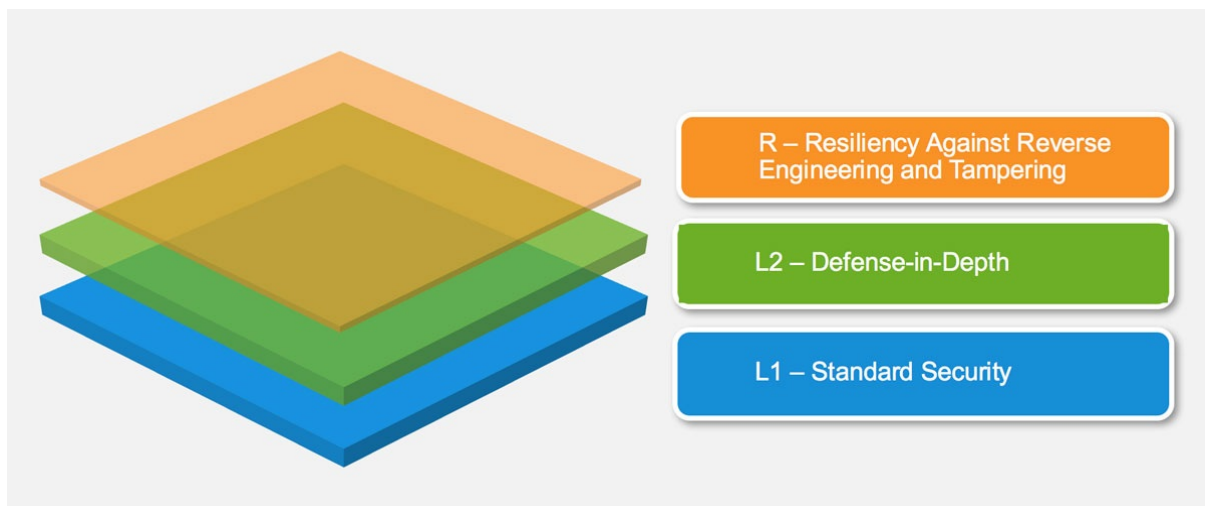 R – Resiliency Against Reverse
Engineering and Tampering
L2 – Defense-in-Depth
L1 – Standard Security